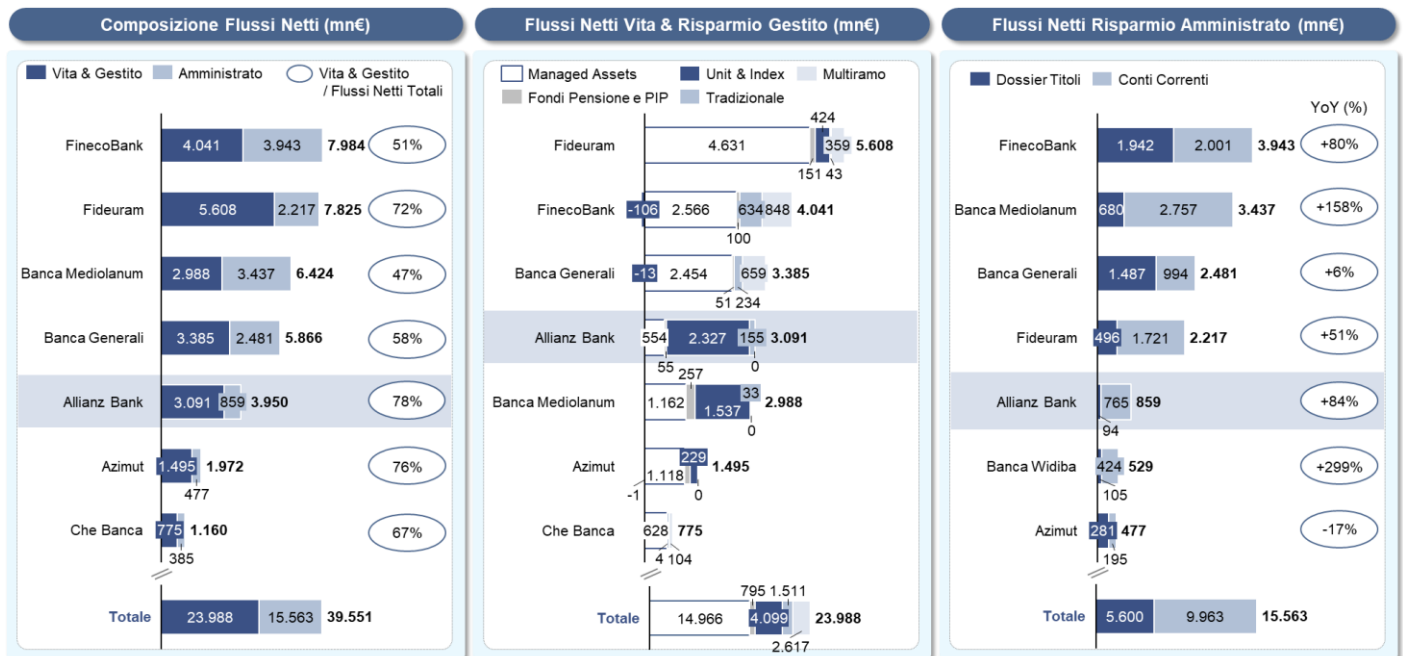 Composizione Flussi Netti (mn€)
Vita & Gestito
Amministrato
Vita & Gestito
/ Flussi Netti Totali
FinecoBank 4.041 3.943 7.984 51%
Fideuram 5.608 2.217 7.825 72%
Banca Mediolanum 2.988 3.437 6.424 47%
Banca Generali 3.385 2.481 5.866 58%
Allianz Bank 3.091 859 3.950 78%
Azimut 1.495 1.972 76%
477
Che Banca 775 1.160 67%
385
Totale 23.988 15.563 39.551
Flussi Netti Vita & Risparmio Gestito (mn€)
Managed Assets Unit & Index Multiramo
Fondi Pensione e PIP Tradizionale
424
Fideuram 4.631 359 5.608
151 43
FinecoBank -106 2.566 634 848 4.041
100
Banca Generali -13 2.454 659 3.385
51 234
Allianz Bank 554 2.327 155 3.091
55 0
257
Banca Mediolanum 1.162 1.537 33 2.988
0
229
Azimut 1.118 1.495
-1 0
Che Banca 628 775
4 104
795 1.511
Totale 14.966 4.099 23.988
2.617
Flussi Netti Risparmio Amministrato (mn€)
Dossier Titoli Conti Correnti
YoY (%)
FinecoBank 1.942 2.001 3.943 +80%
Banca Mediolanum 680 2.757 3.437 +158%
Banca Generali 1.487 994 2.481 +6%
Fideuram 496 1.721 2.217 +51%
Allianz Bank 765 859 +84%
94
Banca Widiba 424 529 +299%
105
Azimut 281 477 -17%
195
Totale 5.600 9.963 15.563